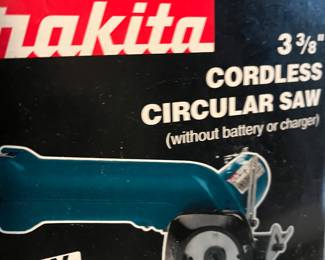 makita
3 3/8"
CORDLESS
CIRCULAR SAW
(without battery or charger)